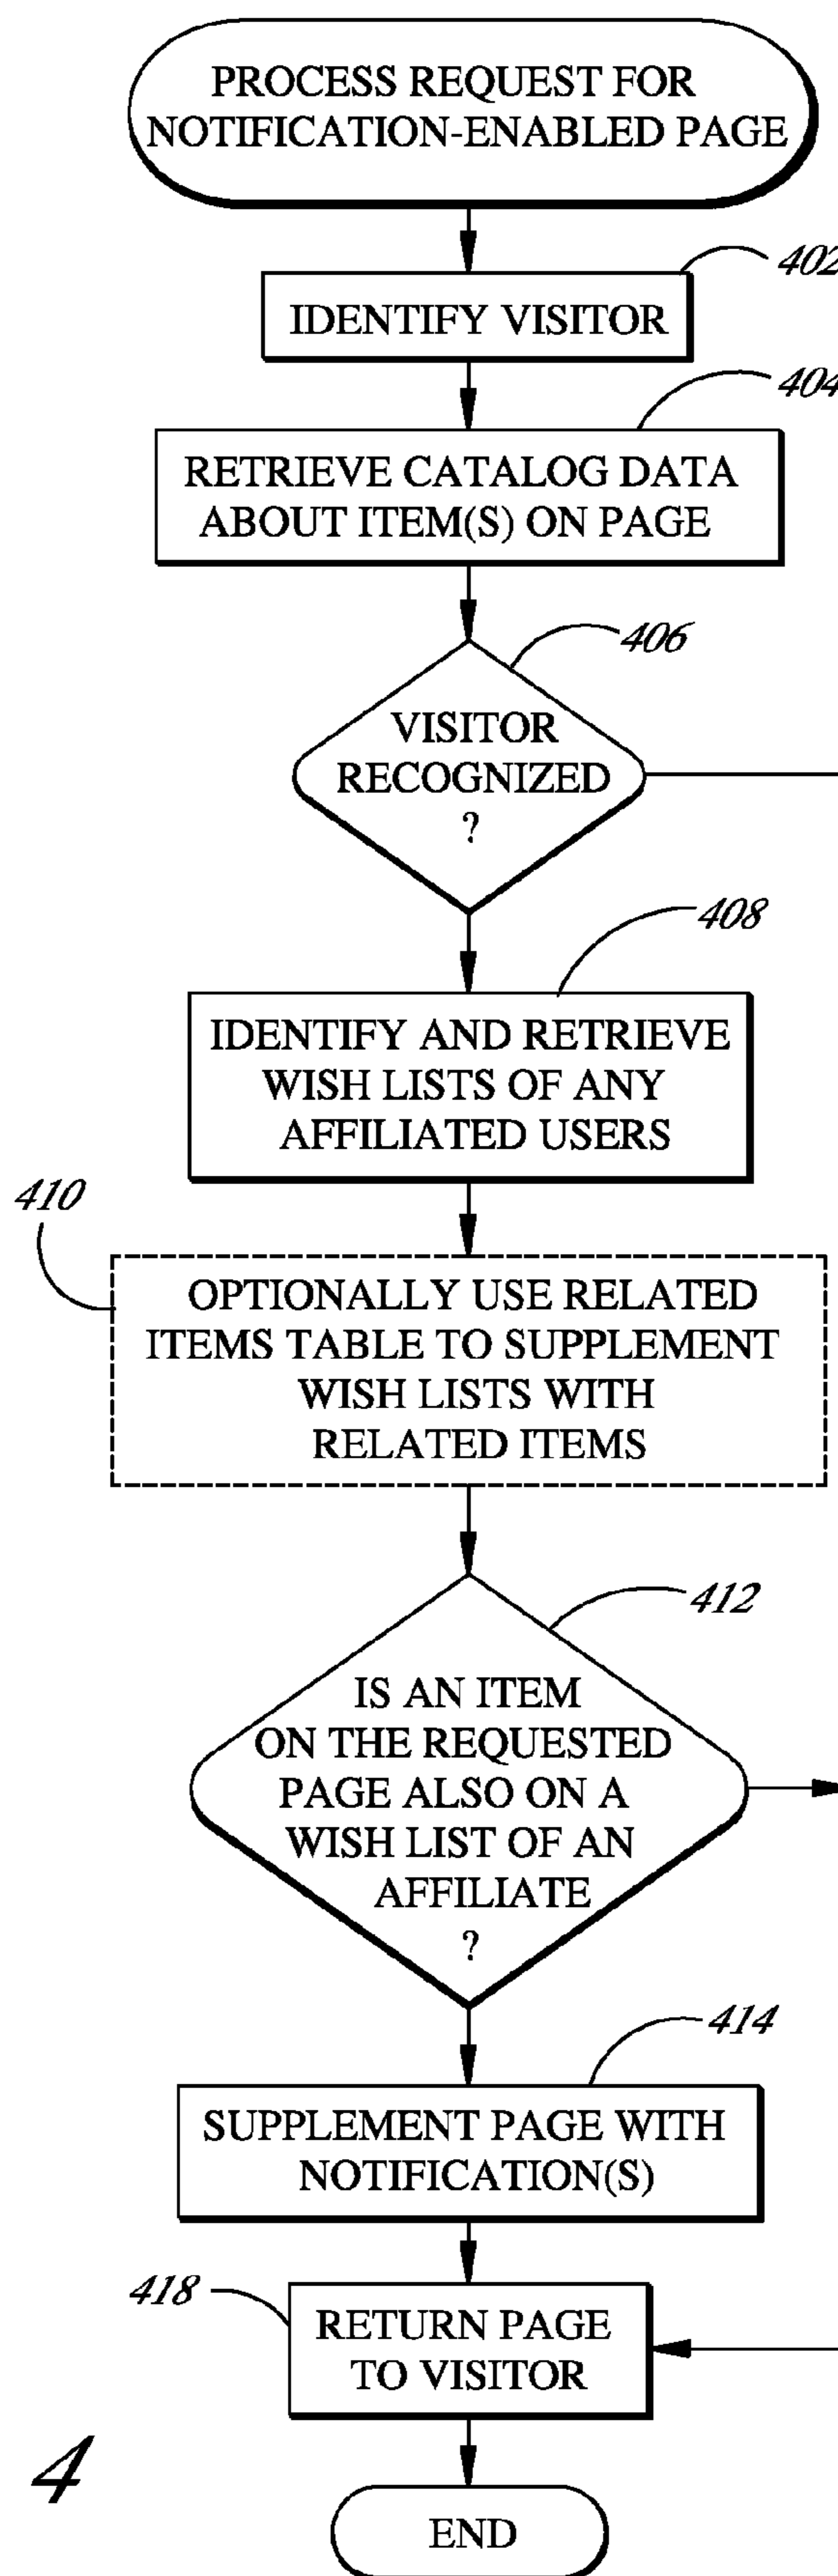 PROCESS REQUEST FOR
NOTIFICATION-ENABLED PAGE
402
IDENTIFY VISITOR
404
RETRIEVE CATALOG DATA
ABOUT ITEM(S) ON PAGE
406
VISITOR
RECOGNIZED
?
408
IDENTIFY AND RETRIEVE
WISH LISTS OF ANY
AFFILIATED USERS
410
OPTIONALLY USE RELATED
ITEMS TABLE TO SUPPLEMENT
WISH LISTS WITH
RELATED ITEMS
412
IS AN ITEM
ON THE REQUESTED
PAGE ALSO ON A
WISH LIST OF AN
AFFILIATE
?
414
SUPPLEMENT PAGE WITH
NOTIFICATION(S)
418
RETURN PAGE
TO VISITOR
4
END